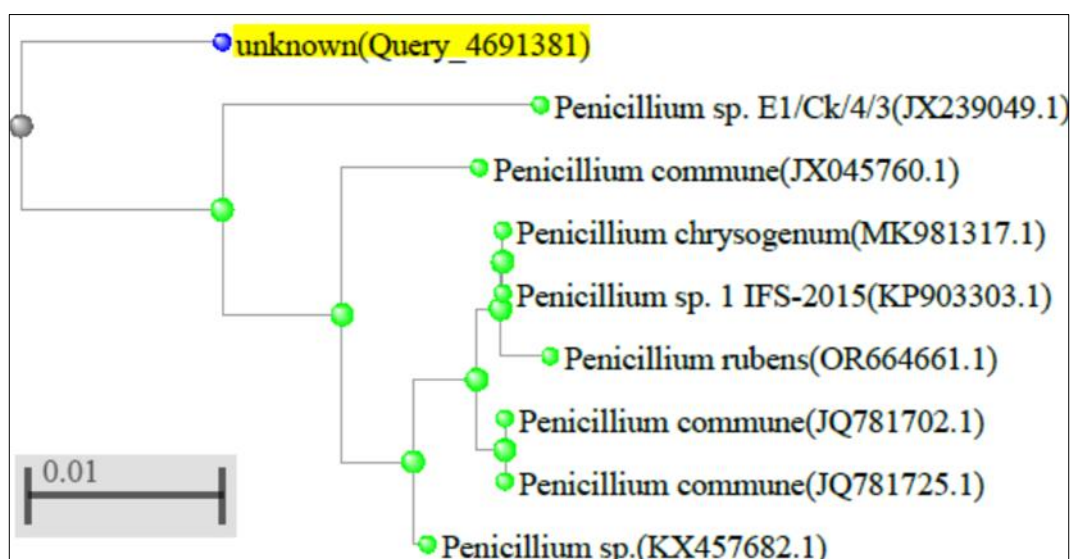 unknown(Query_4691381)
Penicillium sp. E1/Ck/4/3(JX239049.1)
Penicillium commune(JX045760.1)
Penicillium chrysogenum(MK981317.1)
Penicillium sp. 1 IFS-2015(KP903303.1)
Penicillium rubens(OR664661.1)
Penicillium commune(JQ781702.1)
0.01
Penicillium commune(JQ781725.1)
Penicillium sp.(KX457682.1)